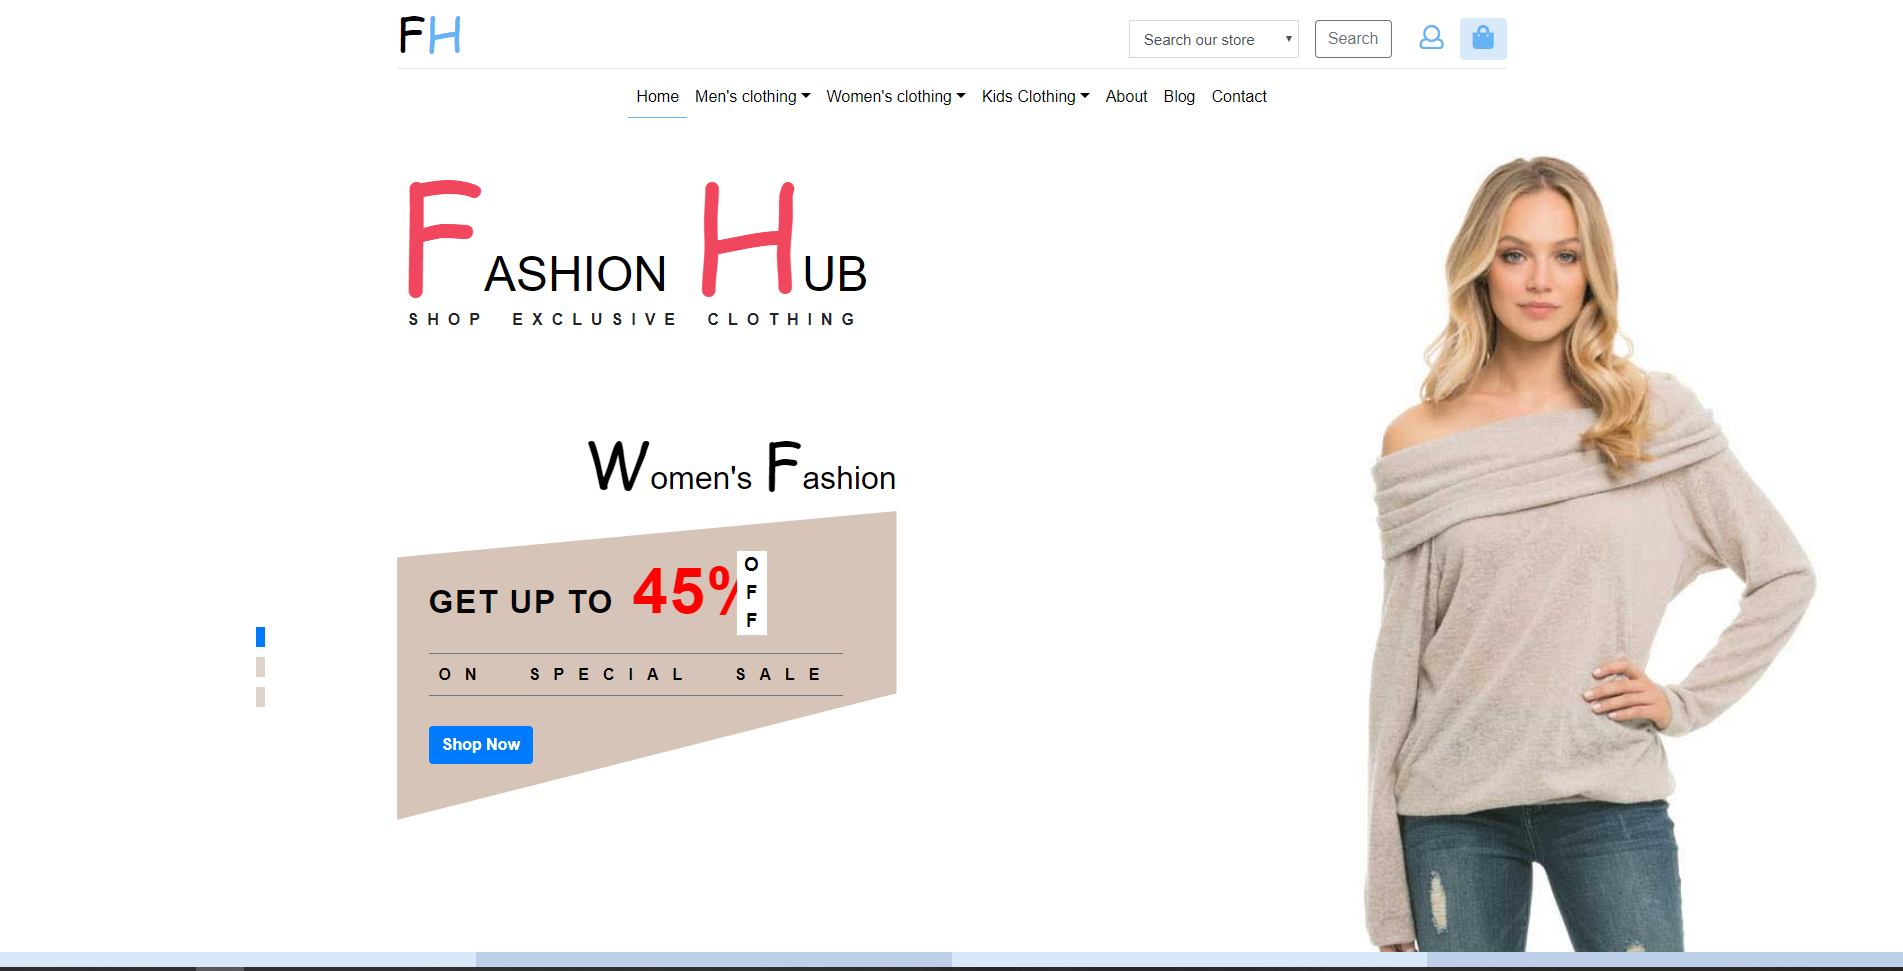 FH
Search our store
Search
Home Men's clothing Women's clothing Kids Clothing About Blog Contact
FASHION HUB
SHOP EXCLUSIVE CLOTHING
Women's Fashion
GET UP TO 45% OFF
ON SPECIAL SALE
Shop Now